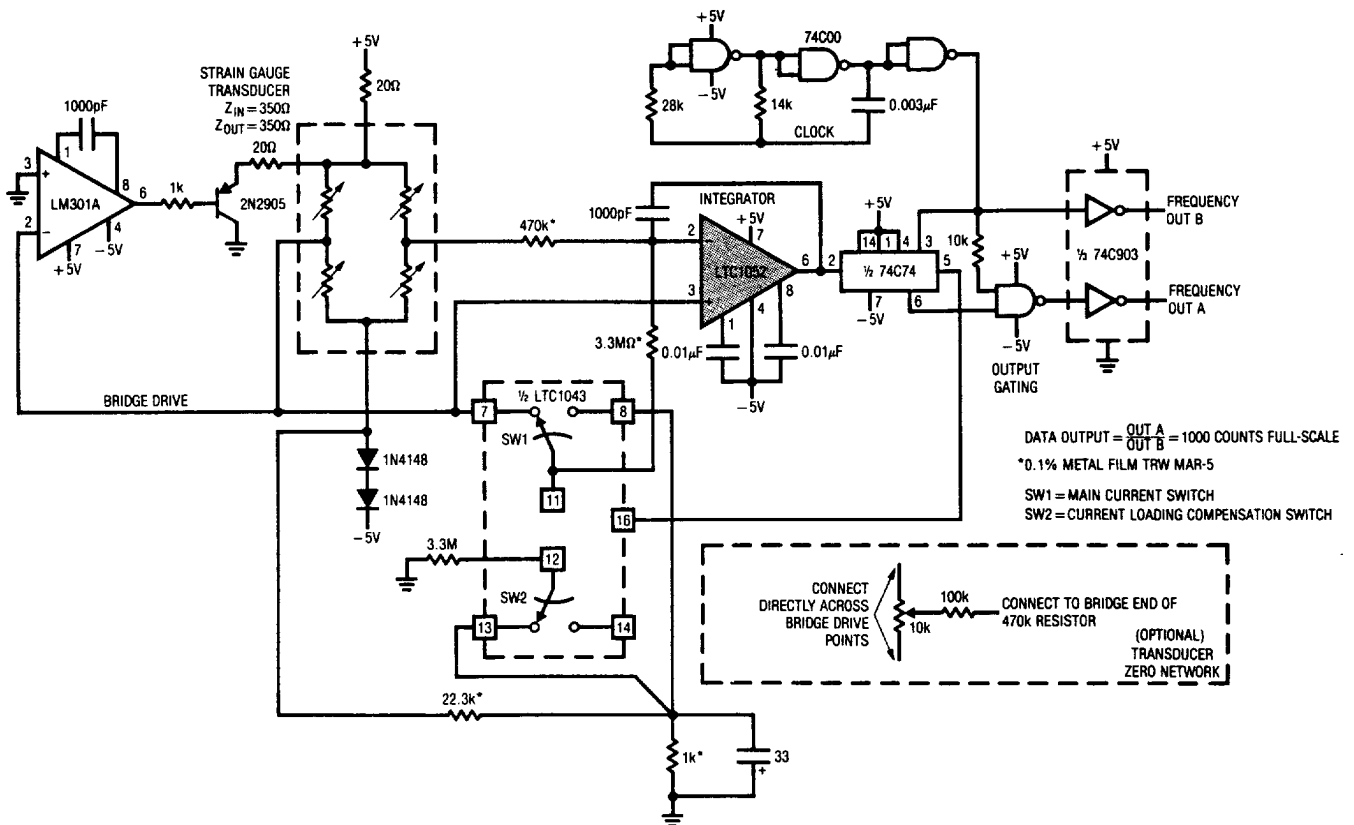 +5V
74C00
-5V
28k
14k
0.003µF
CLOCK
+5V
20Ω
STRAIN GAUGE
TRANSDUCER
Z_IN = 350Ω
Z_OUT = 350Ω
1000pF
20Ω
3
+
1
LM301A
8
6
1k
2N2905
2
−
4
-5V
7
+5V
470k*
1000pF
INTEGRATOR
+5V
7
2
−
LTC1052
6
3
+
8
1
4
0.01µF
0.01µF
-5V
3.3MΩ*
+5V
14
1
4
3
2
½ 74C74
5
7
-5V
6
10k
+5V
-5V
OUTPUT
GATING
+5V
½ 74C903
FREQUENCY
OUT B
FREQUENCY
OUT A
BRIDGE DRIVE
½ LTC1043
7
8
SW1
11
16
3.3M
12
SW2
13
14
1N4148
1N4148
-5V
22.3k*
1k*
33
+
DATA OUTPUT = OUT A / OUT B = 1000 COUNTS FULL-SCALE
*0.1% METAL FILM TRW MAR-5
SW1 = MAIN CURRENT SWITCH
SW2 = CURRENT LOADING COMPENSATION SWITCH
CONNECT
DIRECTLY ACROSS
BRIDGE DRIVE
POINTS
10k
100k
CONNECT TO BRIDGE END OF
470k RESISTOR
(OPTIONAL)
TRANSDUCER
ZERO NETWORK